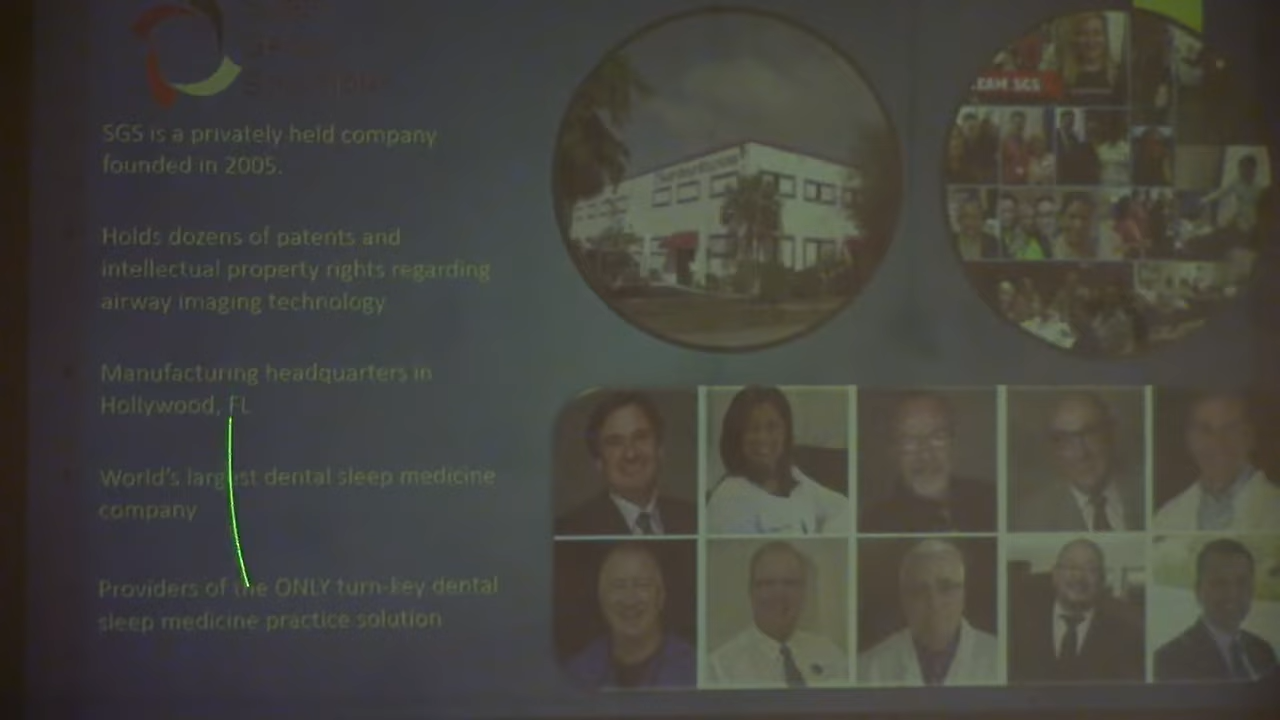 SGS is a privately held company
founded in 2005.
Holds dozens of patents and
intellectual property rights regarding
airway imaging technology
Manufacturing headquarters in
Hollywood, FL
World's largest dental sleep medicine
company
Providers of the ONLY turn-key dental
sleep medicine practice solution
TEAM SGS